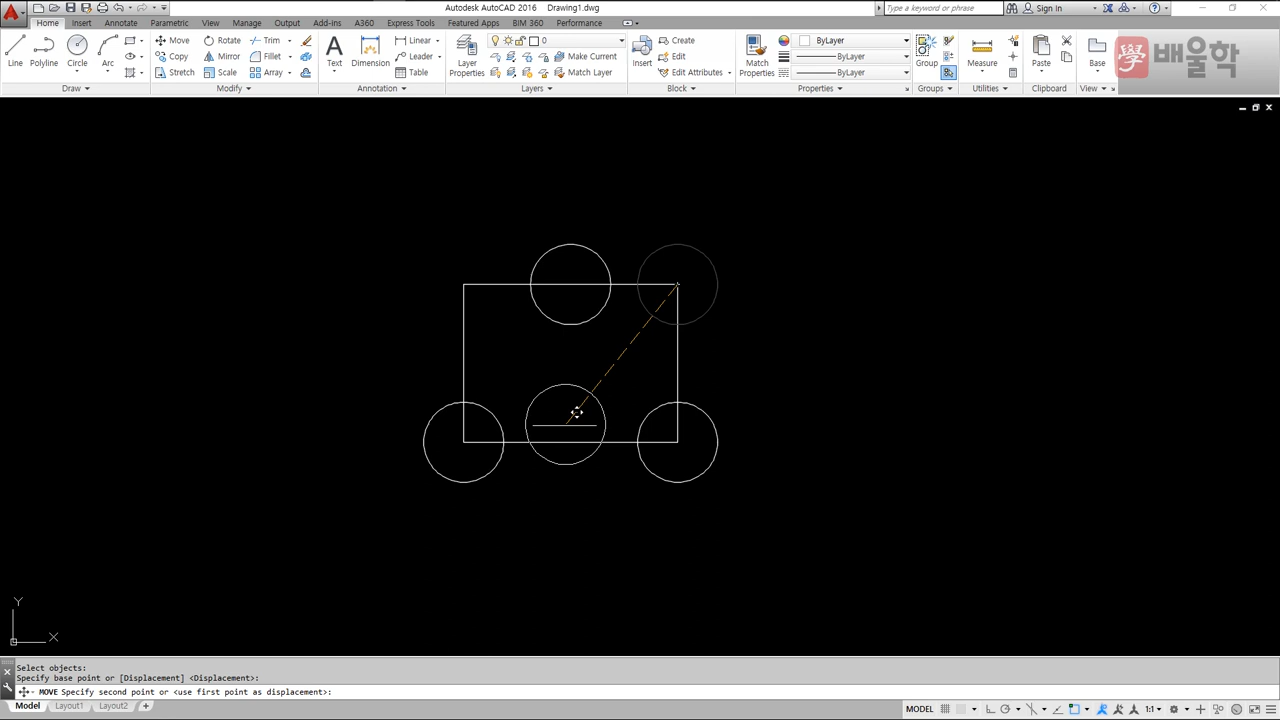 Autodesk AutoCAD 2016 Drawing1.dwg
Type a keyword or phrase
Sign In
Home Insert Annotate Parametric View Manage Output Add-ins A360 Express Tools Featured Apps BIM 360 Performance
Line
Polyline
Circle
Arc
Move
Copy
Stretch
Rotate
Mirror
Scale
Trim
Fillet
Array
Text
Dimension
Linear
Leader
Table
Layer
Properties
0
Make Current
Match Layer
Insert
Create
Edit
Edit Attributes
Match
Properties
ByLayer
ByLayer
ByLayer
Group
Measure
Paste
Base
學 배울학
Draw Modify Annotation Layers Block Properties Groups Utilities Clipboard View
Y
X
Select objects:
Specify base point or [Displacement] <Displacement>:
MOVE Specify second point or <use first point as displacement>:
Model Layout1 Layout2 +
MODEL
1:1